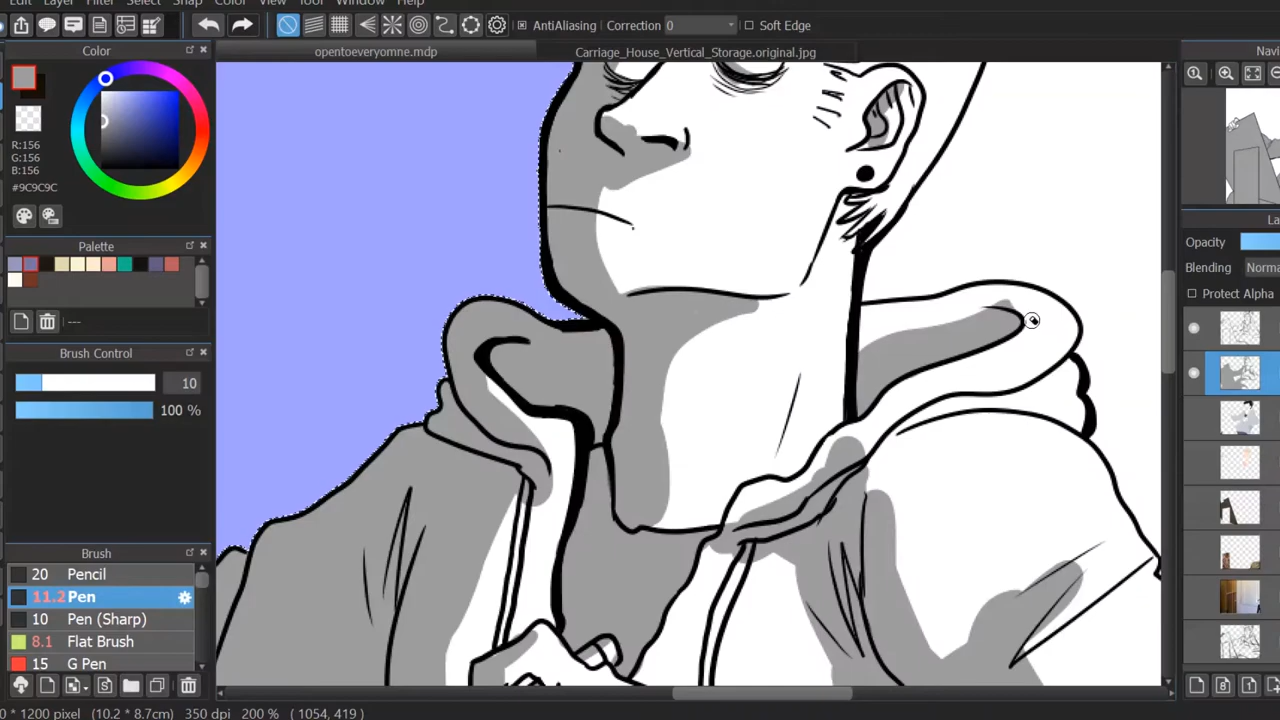 Edit Layer Filter Select Snap Color View Tool Window Help
AntiAliasing Correction 0 Soft Edge
Color
opentoeveryomne.mdp
Carriage_House_Vertical_Storage.original.jpg
Navi
R:156
G:156
B:156
#9C9C9C
La
Palette
Opacity
Blending Norma
Protect Alpha
---
Brush Control
10
100 %
Brush
20 Pencil
11.2 Pen
10 Pen (Sharp)
8.1 Flat Brush
15 G Pen
0 * 1200 pixel (10.2 * 8.7cm) 350 dpi 200 % ( 1054, 419 )